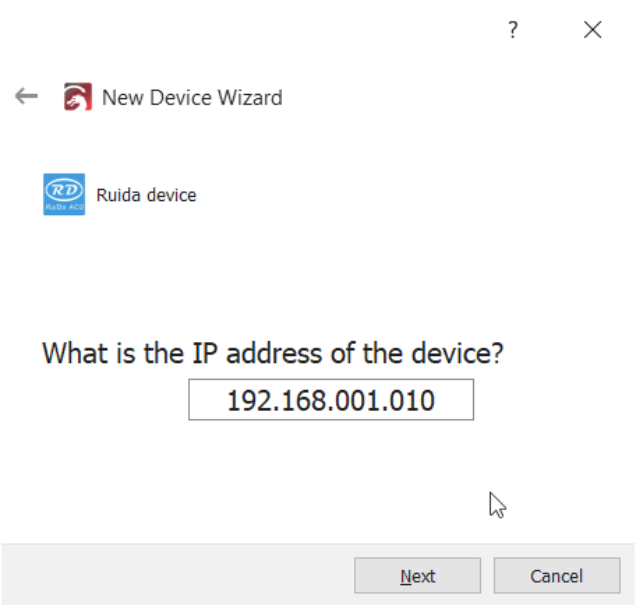 ?
New Device Wizard
RD
RuiDa ACS
Ruida device
What is the IP address of the device?
192.168.001.010
Next
Cancel